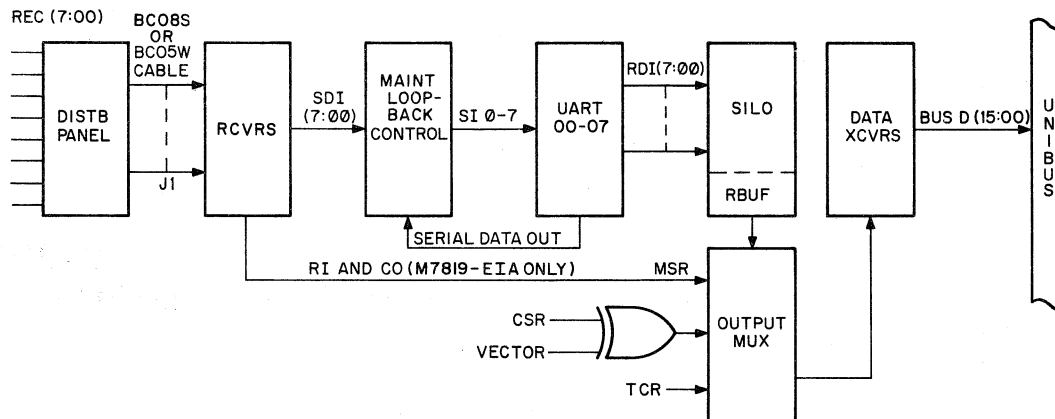 REC (7:00)
BC08S
OR
BC05W
CABLE
J1
DISTB
PANEL
RCVRS
SDI
(7:00)
MAINT
LOOP-
BACK
CONTROL
SI 0-7
UART
00-07
RDI(7:00)
SILO
RBUF
DATA
XCVRS
BUS D (15:00)
UNIBUS
SERIAL DATA OUT
RI AND CO (M7819-EIA ONLY)
MSR
CSR
VECTOR
TCR
OUTPUT
MUX